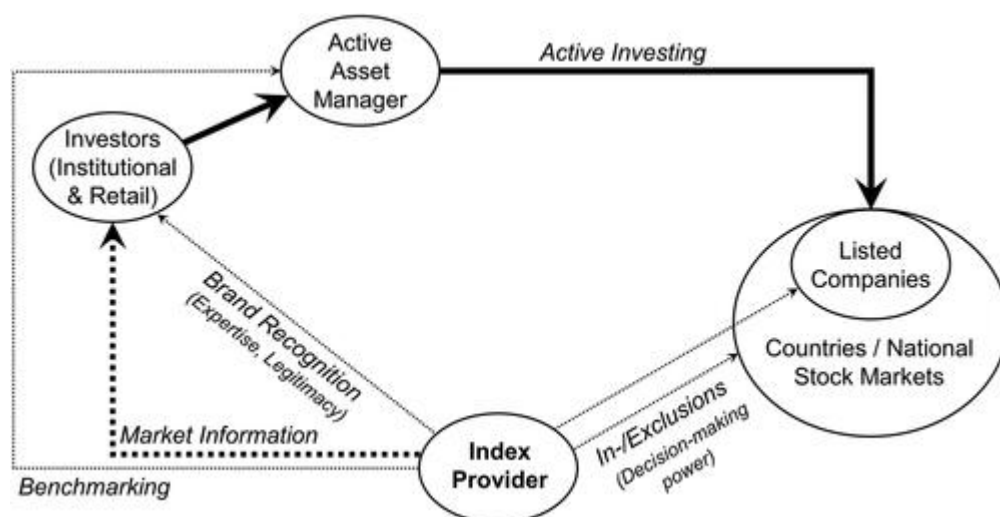 Active
Asset
Manager
Active Investing
Investors
(Institutional
& Retail)
Listed
Companies
Countries / National
Stock Markets
Brand Recognition
(Expertise, Legitimacy)
In-/Exclusions
(Decision-making
power)
Market Information
Index
Provider
Benchmarking